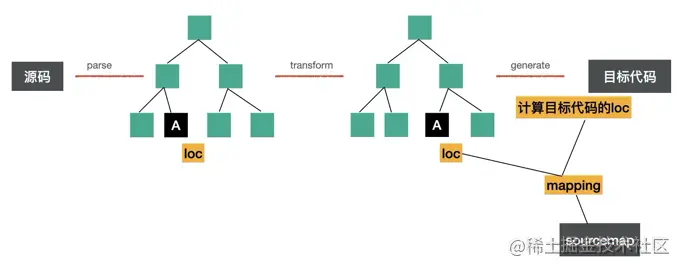 源码
parse
transform
generate
目标代码
A
A
计算目标代码的loc
loc
loc
mapping
sourcemap
@稀土掘金技术社区